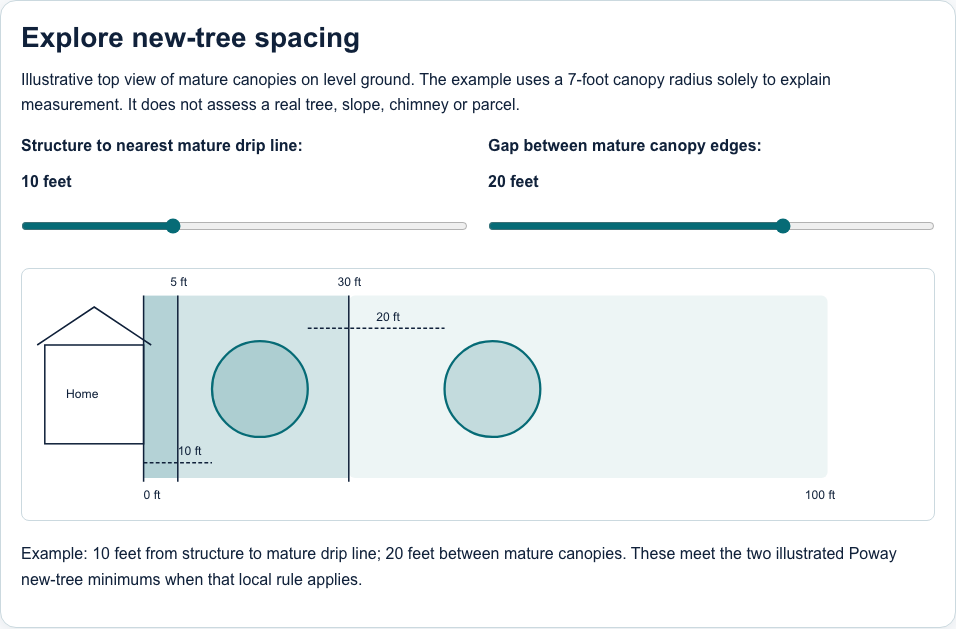 Explore new-tree spacing
Illustrative top view of mature canopies on level ground. The example uses a 7-foot canopy radius solely to explain
measurement. It does not assess a real tree, slope, chimney or parcel.
Structure to nearest mature drip line:
10 feet
Gap between mature canopy edges:
20 feet
5 ft
30 ft
20 ft
Home
10 ft
0 ft
100 ft
Example: 10 feet from structure to mature drip line; 20 feet between mature canopies. These meet the two illustrated Poway
new-tree minimums when that local rule applies.